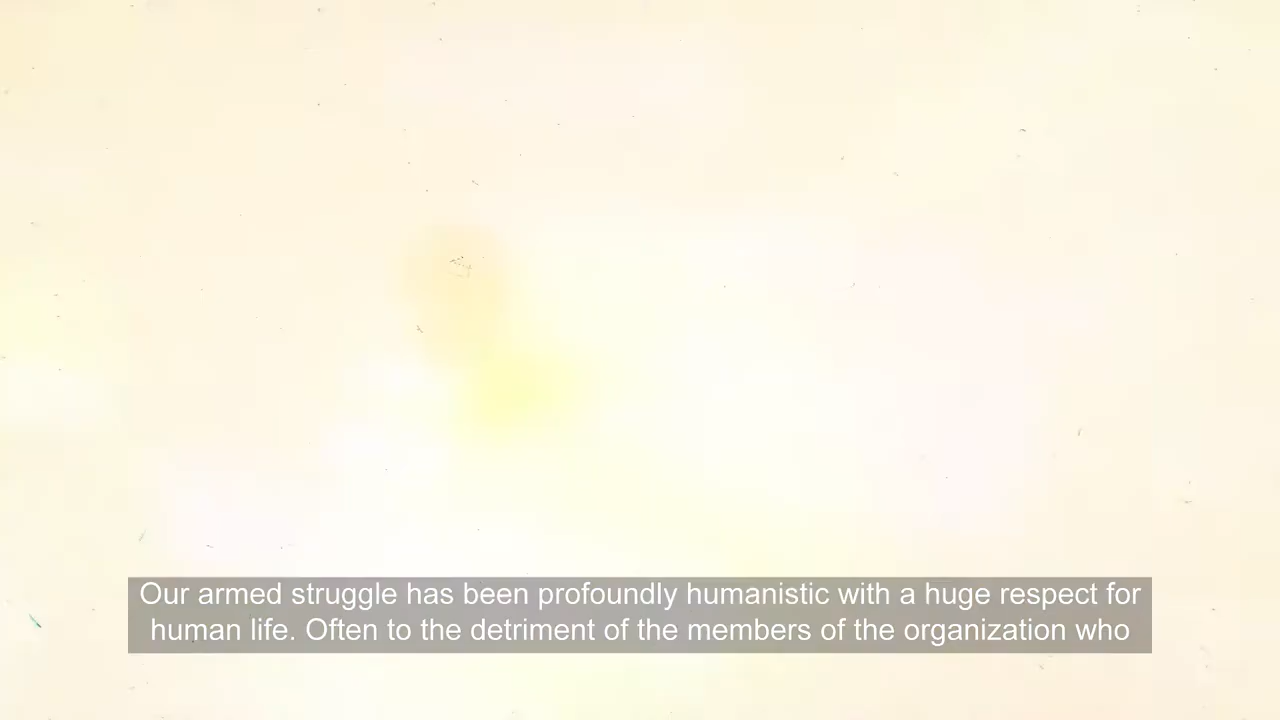 Our armed struggle has been profoundly humanistic with a huge respect for
human life. Often to the detriment of the members of the organization who